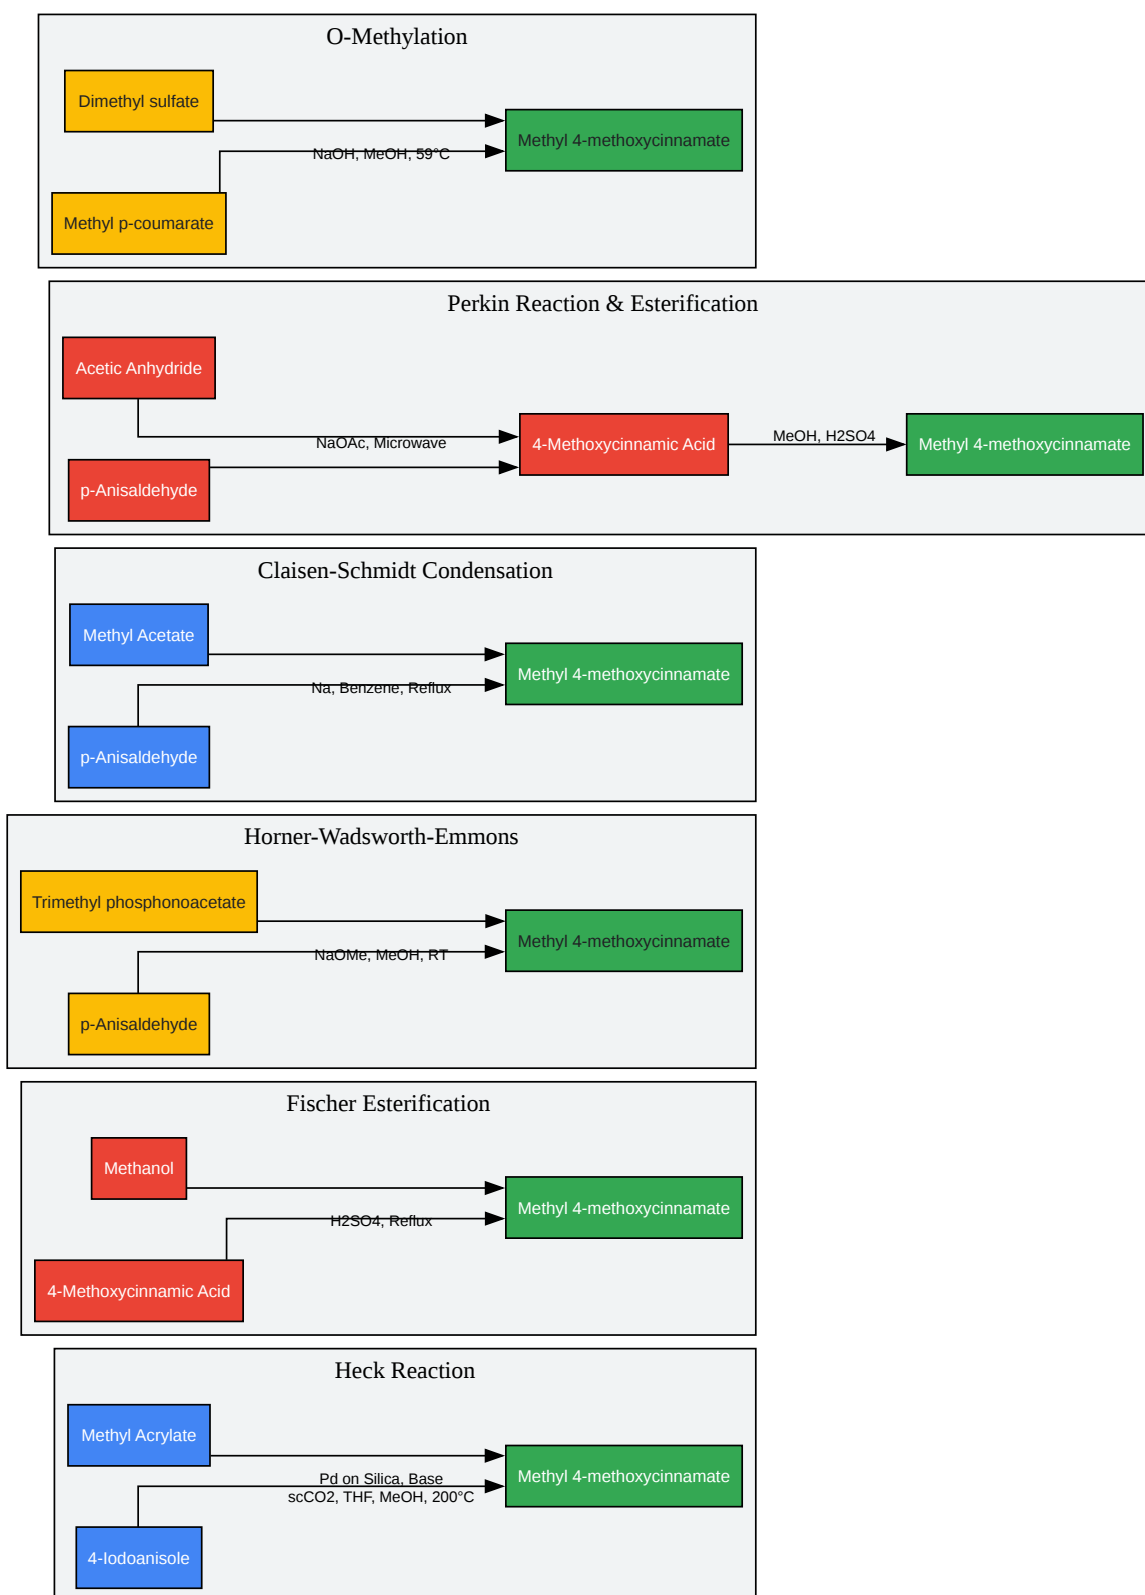 O-Methylation
Dimethyl sulfate
Methyl 4-methoxycinnamate
NaOH, MeOH, 59°C
Methyl p-coumarate
Perkin Reaction & Esterification
Acetic Anhydride
NaOAc, Microwave
4-Methoxycinnamic Acid
MeOH, H2SO4
Methyl 4-methoxycinnamate
p-Anisaldehyde
Claisen-Schmidt Condensation
Methyl Acetate
Methyl 4-methoxycinnamate
Na, Benzene, Reflux
p-Anisaldehyde
Horner-Wadsworth-Emmons
Trimethyl phosphonoacetate
Methyl 4-methoxycinnamate
NaOMe, MeOH, RT
p-Anisaldehyde
Fischer Esterification
Methanol
Methyl 4-methoxycinnamate
H2SO4, Reflux
4-Methoxycinnamic Acid
Heck Reaction
Methyl Acrylate
Methyl 4-methoxycinnamate
Pd on Silica, Base
scCO2, THF, MeOH, 200°C
4-Iodoanisole